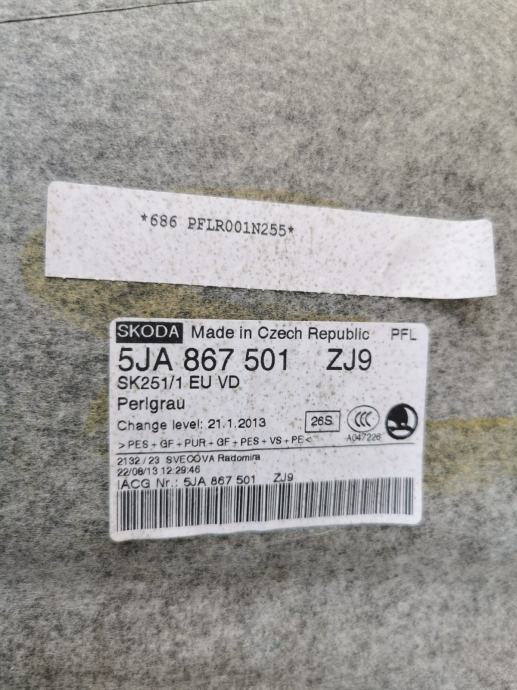 *686 PFLR001N255*
SKODA Made in Czech Republic PFL
5JA 867 501 ZJ9
SK251/1 EU VD
Perlgrau
Change level: 21.1.2013 26S CCC
A047226
>PES+GF+PUR+GF+PES+VS+PE<
2132/23 SVECOVA Radomira
22/08/13 12:29:46
IACG Nr.: 5JA 867 501 ZJ9